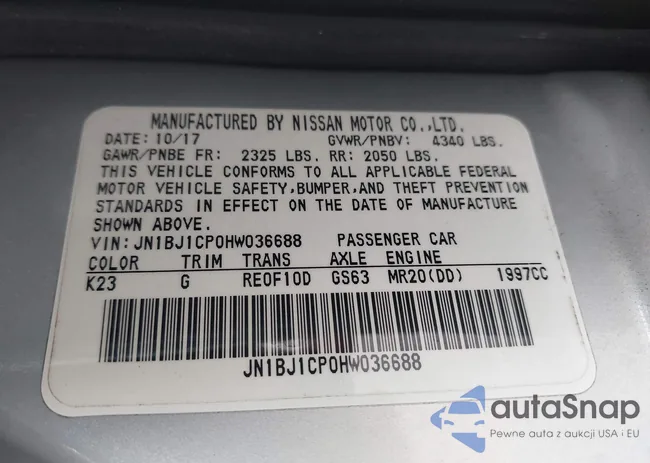 MANUFACTURED BY NISSAN MOTOR CO.,LTD.
DATE: 10/17 GVWR/PNBV: 4340 LBS.
GAWR/PNBE FR: 2325 LBS. RR: 2050 LBS.
THIS VEHICLE CONFORMS TO ALL APPLICABLE FEDERAL
MOTOR VEHICLE SAFETY,BUMPER,AND THEFT PREVENTION
STANDARDS IN EFFECT ON THE DATE OF MANUFACTURE
SHOWN ABOVE.
VIN: JN1BJ1CP0HW036688 PASSENGER CAR
COLOR TRIM TRANS AXLE ENGINE
K23 G RE0F10D GS63 MR20(DD) 1997CC
JN1BJ1CP0HW036688
autaSnap
Pewne auta z aukcji USA i EU